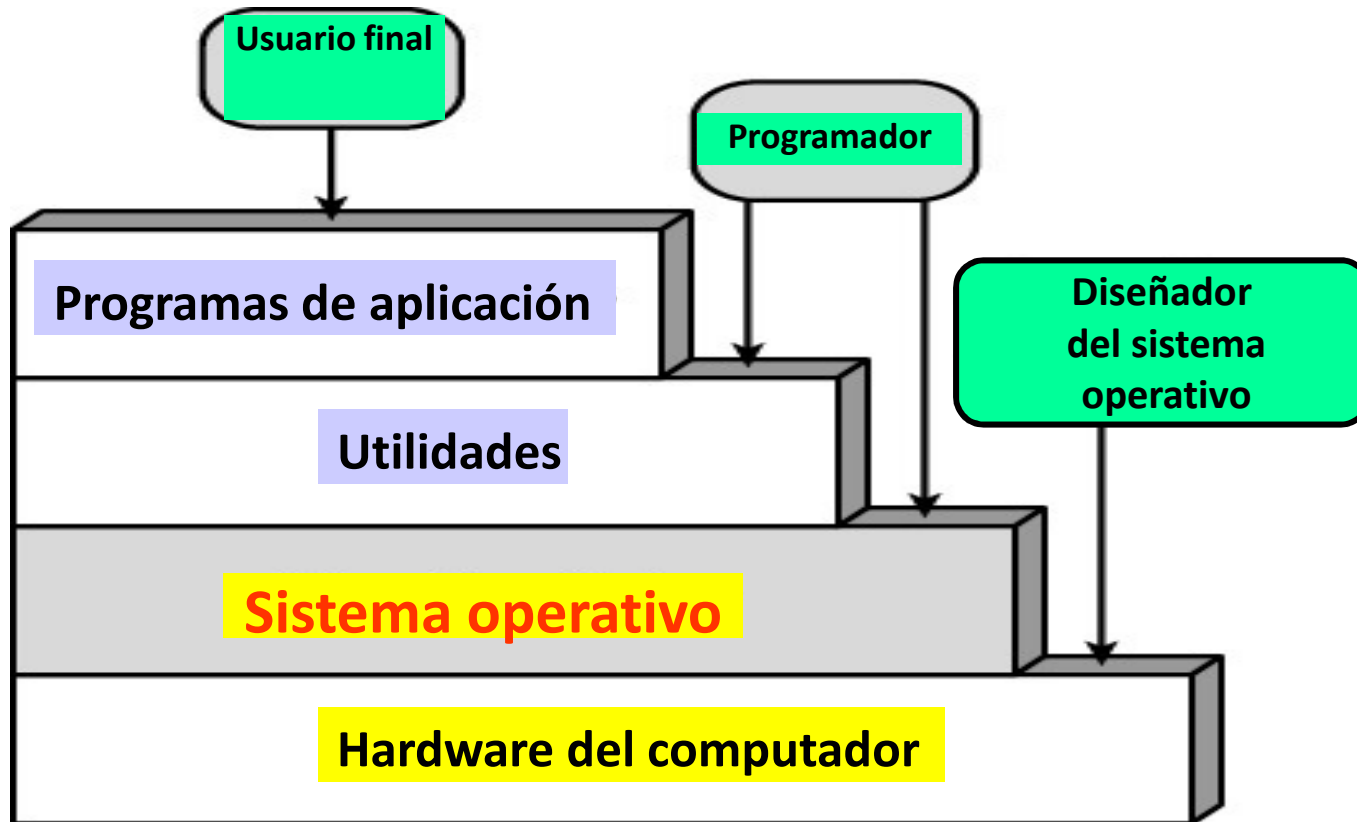 Usuario final
Programador
Programas de aplicación
Diseñador
del sistema
operativo
Utilidades
Sistema operativo
Hardware del computador